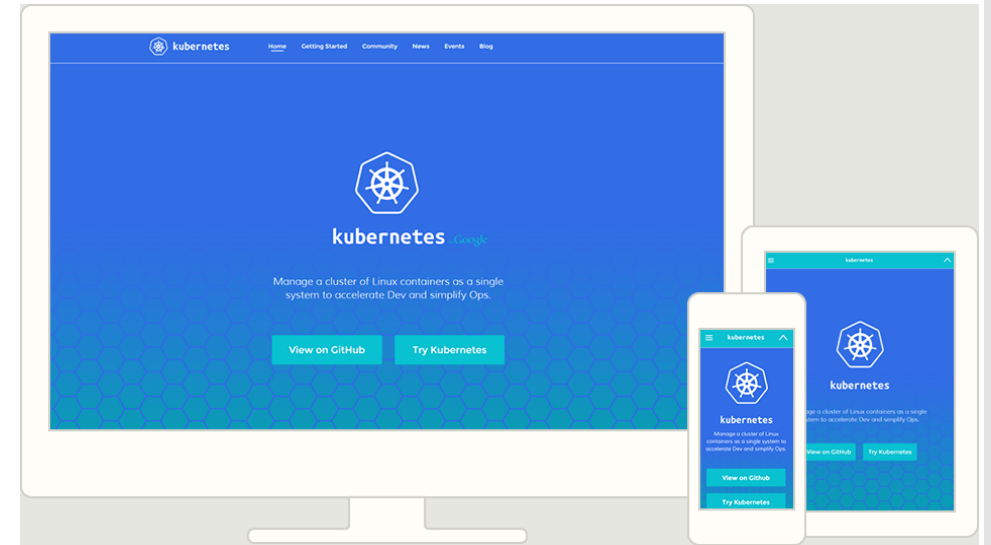 kubernetes Home Getting Started Community News Events Blog
kubernetes by Google
Manage a cluster of Linux containers as a single
system to accelerate Dev and simplify Ops.
View on GitHub Try Kubernetes
kubernetes
kubernetes
Manage a cluster of Linux
containers as a single system to
accelerate Dev and simplify Ops.
View on Github
Try Kubernetes
kubernetes
kubernetes
a cluster of Linux containers as a single
to accelerate Dev and simplify Ops.
View on GitHub Try Kubernetes